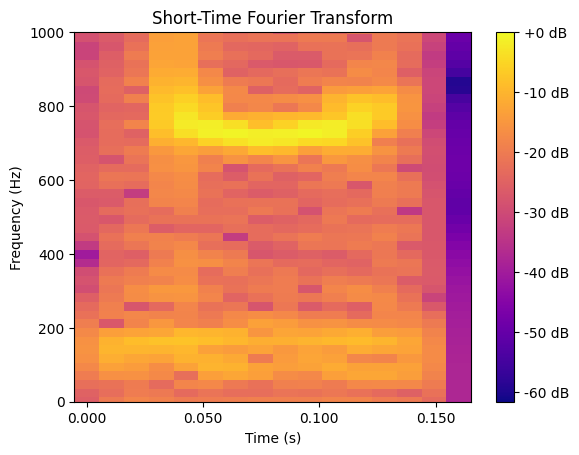 Short-Time Fourier Transform
1000
800
600
400
200
0
Frequency (Hz)
0.000
0.050
0.100
0.150
Time (s)
+0 dB
-10 dB
-20 dB
-30 dB
-40 dB
-50 dB
-60 dB